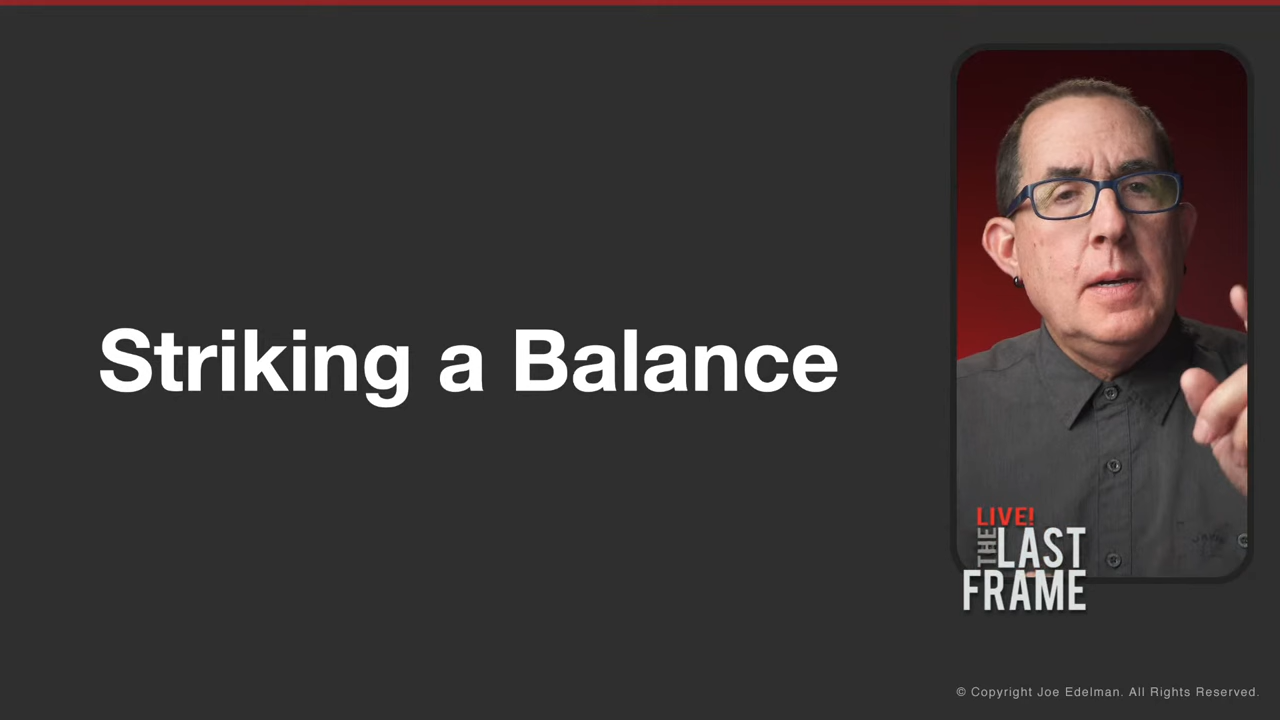 Striking a Balance
LIVE!
THE LAST
FRAME
© Copyright Joe Edelman. All Rights Reserved.